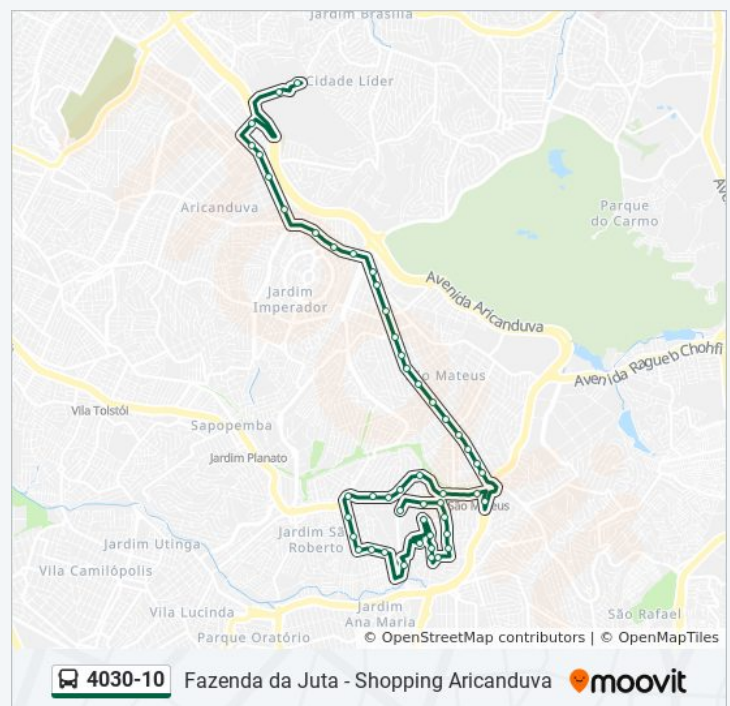 Jardim Brasília
Cidade Líder
Aricanduva
Parque
do Carmo
Jardim
Imperador
Avenida Aricanduva
Avenida Ragueb Chohfi
o Mateus
Vila Tolstói
Sapopemba
Jardim Planato
São Mateus
Jardim Sã
Roberto
Jardim Utinga
Vila Camilópolis
Vila Lucinda
Jardim
Ana Maria
São Rafael
Parque Oratório
© OpenStreetMap contributors | © OpenMapTiles
4030-10 Fazenda da Juta - Shopping Aricanduva moovit